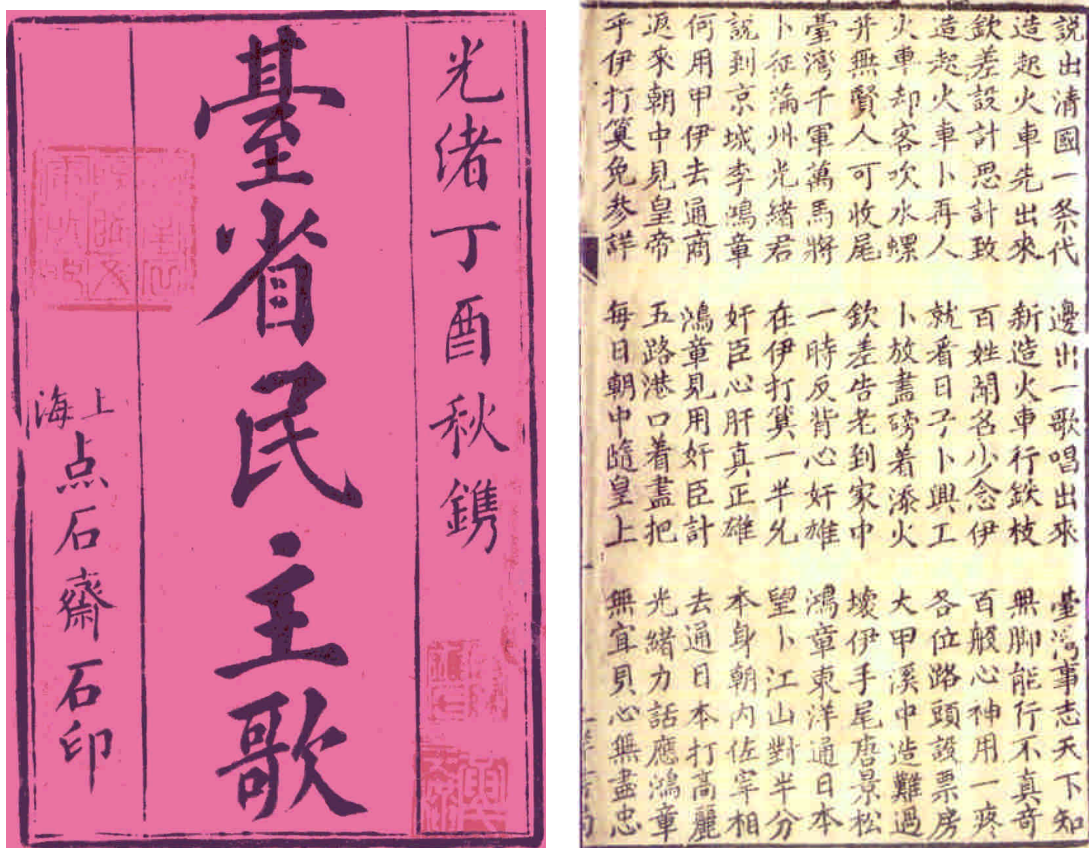 光緒丁酉秋鐫
臺省民主歌
上海点石齋石印
說出清國一条代 邊出一歌唱出來 臺湾事志天下知
造起火車先出來 新造火車行鉄枝 無脚能行不真奇
欽差設計思計致 百姓聞名少念伊 百般心神用一疼
造起火車卜再人 就看日子卜興工 各位路頭設票房
火車却客吹水螺 卜放盡磅着添火 大甲溪中造難過
并無賢人可收尾 欽差告老到家中 壞伊手尾唐景松
臺灣千軍萬馬將 一時反背心奸雄 鴻章東洋通日本
卜征滿州光緒君 在伊打算一半允 望卜江山對半分
說到京城李鴻章 奸臣心肝真正雄 本身朝内佐宰相
何用甲伊去通商 鴻章見用奸臣計 去通日本打高麗
返來朝中見皇帝 五路港口着盡把 光緒力話應鴻章
乎伊打算免參詳 每日朝中隨皇上 無宜貝心無盡忠